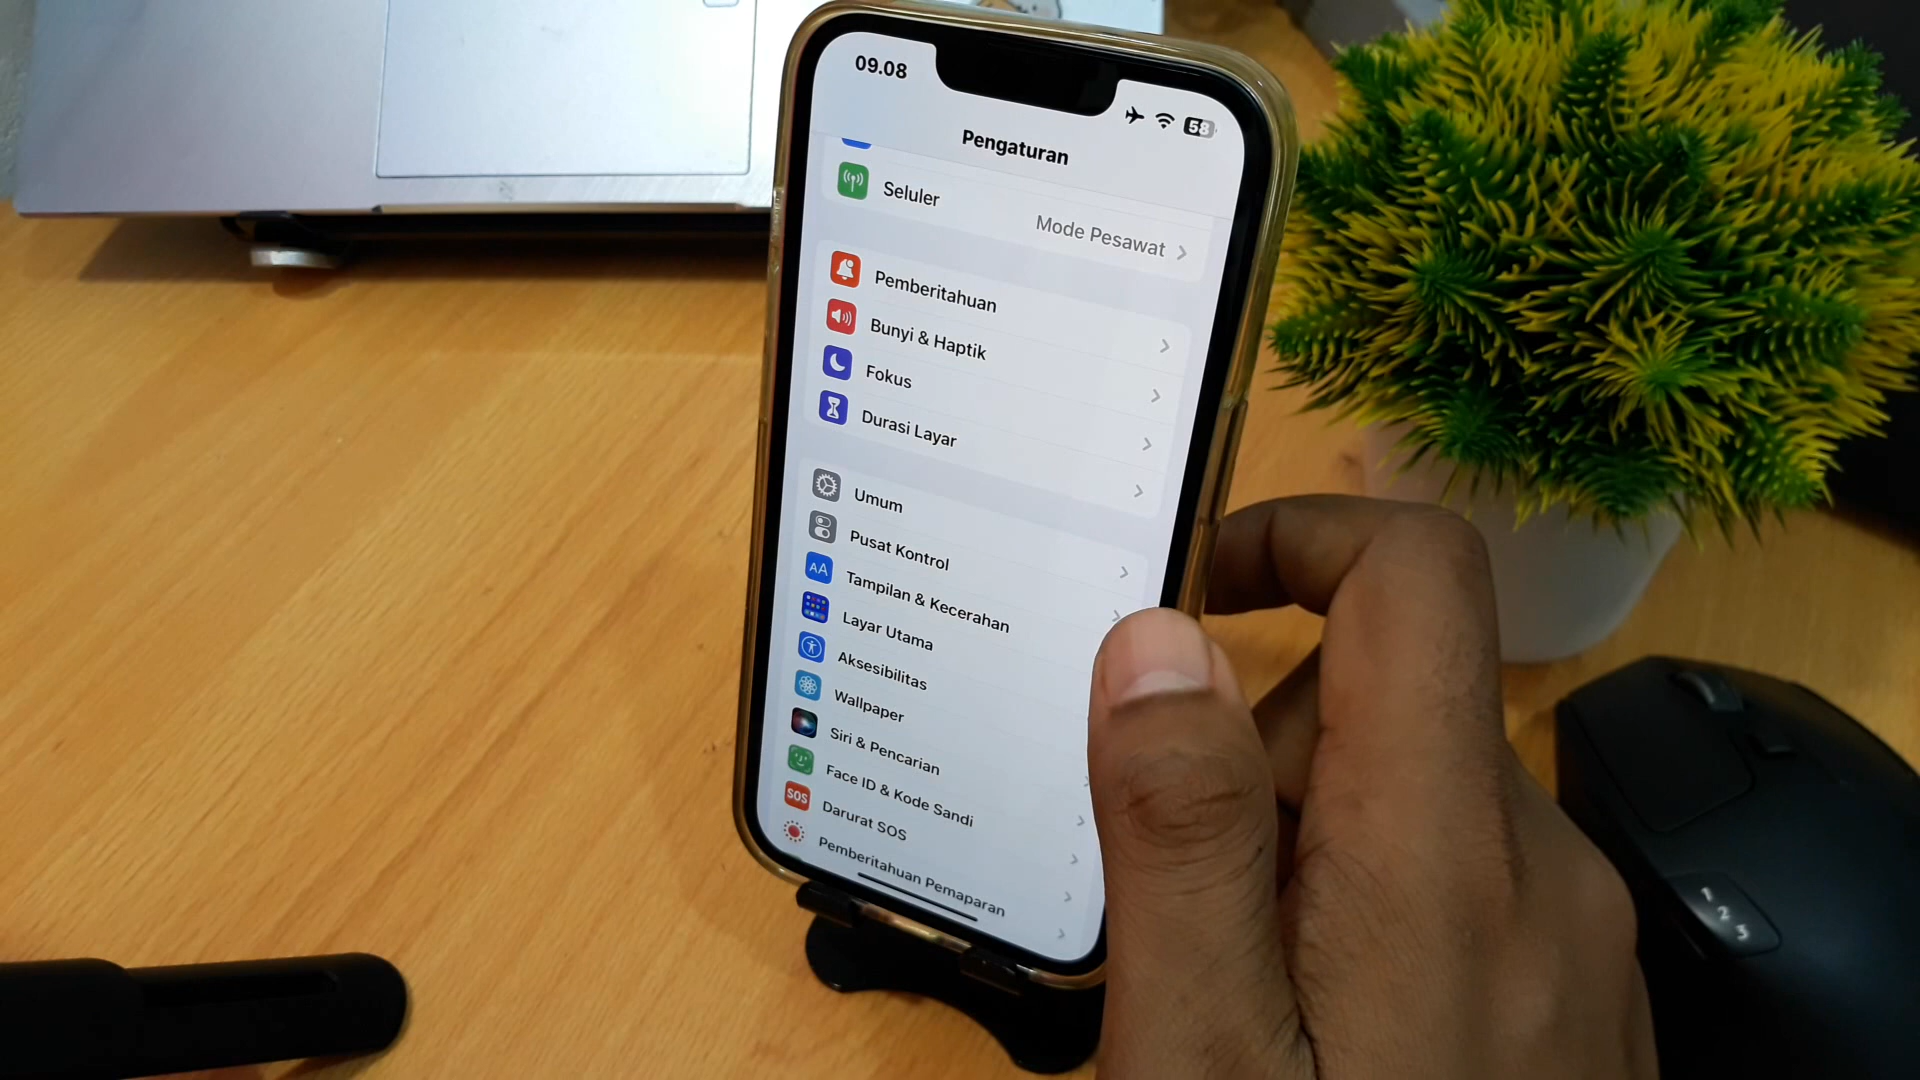 09.08
58
Pengaturan
Seluler
Mode Pesawat
Pemberitahuan
Bunyi & Haptik
Fokus
Durasi Layar
Umum
Pusat Kontrol
AA
Tampilan & Kecerahan
Layar Utama
Aksesibilitas
Wallpaper
Siri & Pencarian
Face ID & Kode Sandi
SOS
Darurat SOS
Pemberitahuan Pemaparan
1
2
3